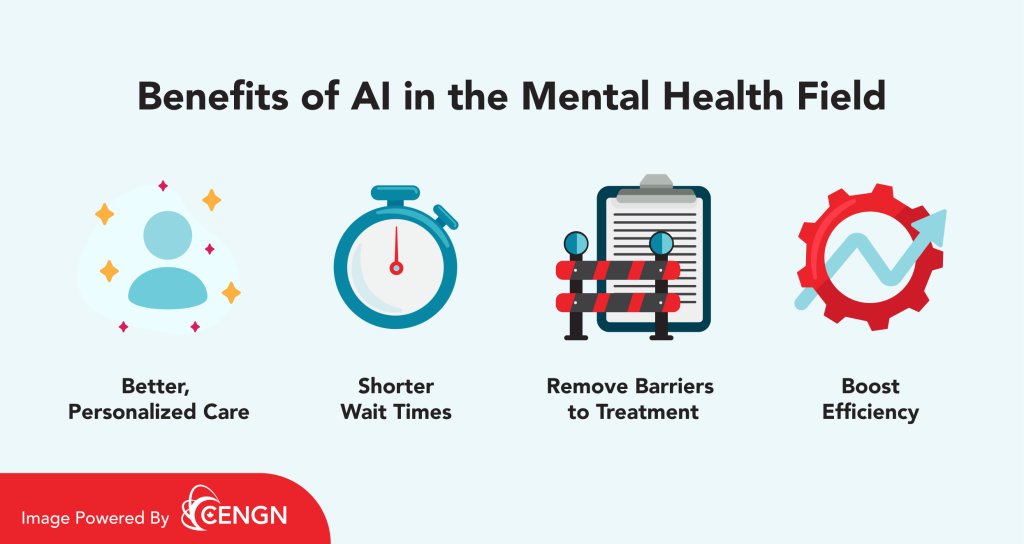 Benefits of AI in the Mental Health Field
Better,
Personalized Care
Shorter
Wait Times
Remove Barriers
to Treatment
Boost
Efficiency
Image Powered By CENGN